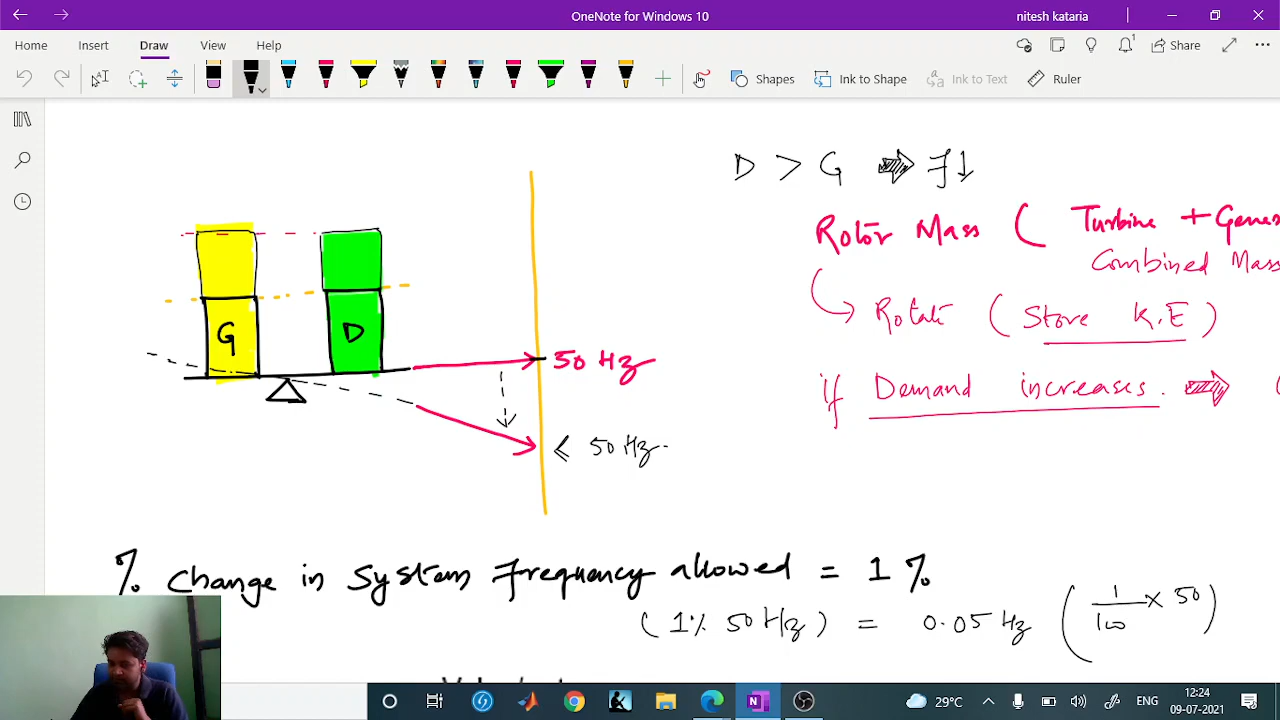 OneNote for Windows 10
nitesh kataria
Home Insert Draw View Help
Share
Shapes
Ink to Shape
Ink to Text
Ruler
D > G ⇒ f↓
Rotor Mass ( Turbine + Gene
Combined Mass
Rotate ( Store K.E )
if Demand increases. ⇒ (
G
D
50 Hz
< 50 Hz.
% Change in System frequency allowed = 1 %
( 1% 50 Hz ) = 0.05 Hz ( 1/100 × 50 )
29°C
ENG
12:24
09-07-2021